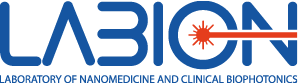 LABION
LABORATORY OF NANOMEDICINE AND CLINICAL BIOPHOTONICS